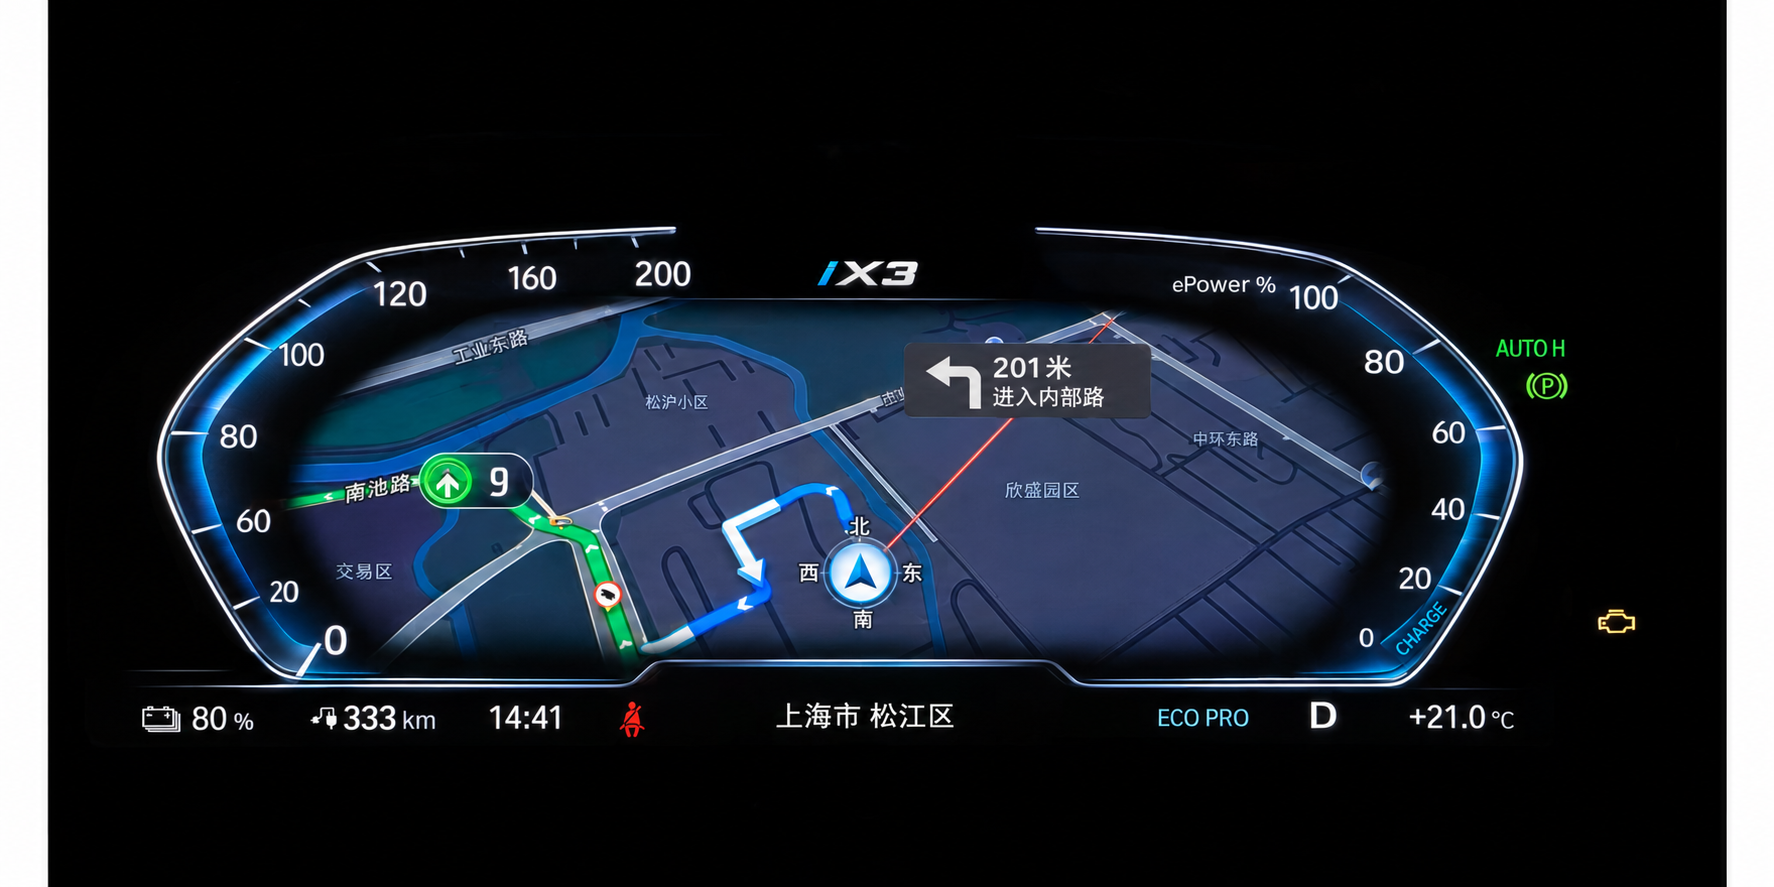 120
160
200
iX3
ePower %
100
100
80
AUTO H
工业东路
201米
进入内部路
80
80
松沪小区
中环东路
60
南池路
9
欣盛园区
60
40
北
西
东
南
交易区
20
20
CHARGE
0
0
P
80 %
333 km
14:41
上海市 松江区
ECO PRO
D
+21.0 °C